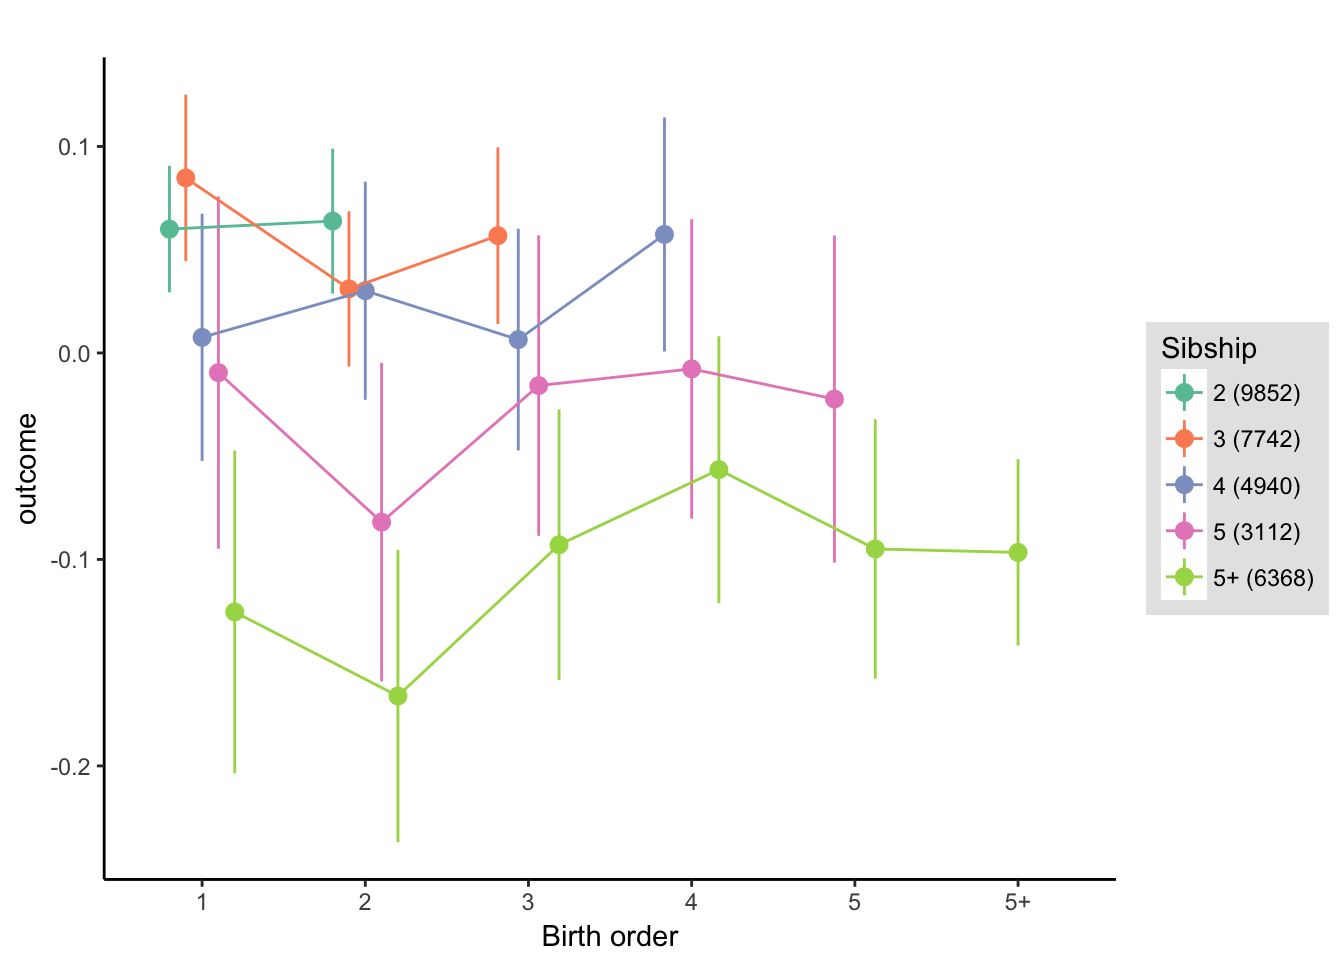 0.1
0.0
-0.1
-0.2
outcome
1 2 3 4 5 5+
Birth order
Sibship
2 (9852)
3 (7742)
4 (4940)
5 (3112)
5+ (6368)